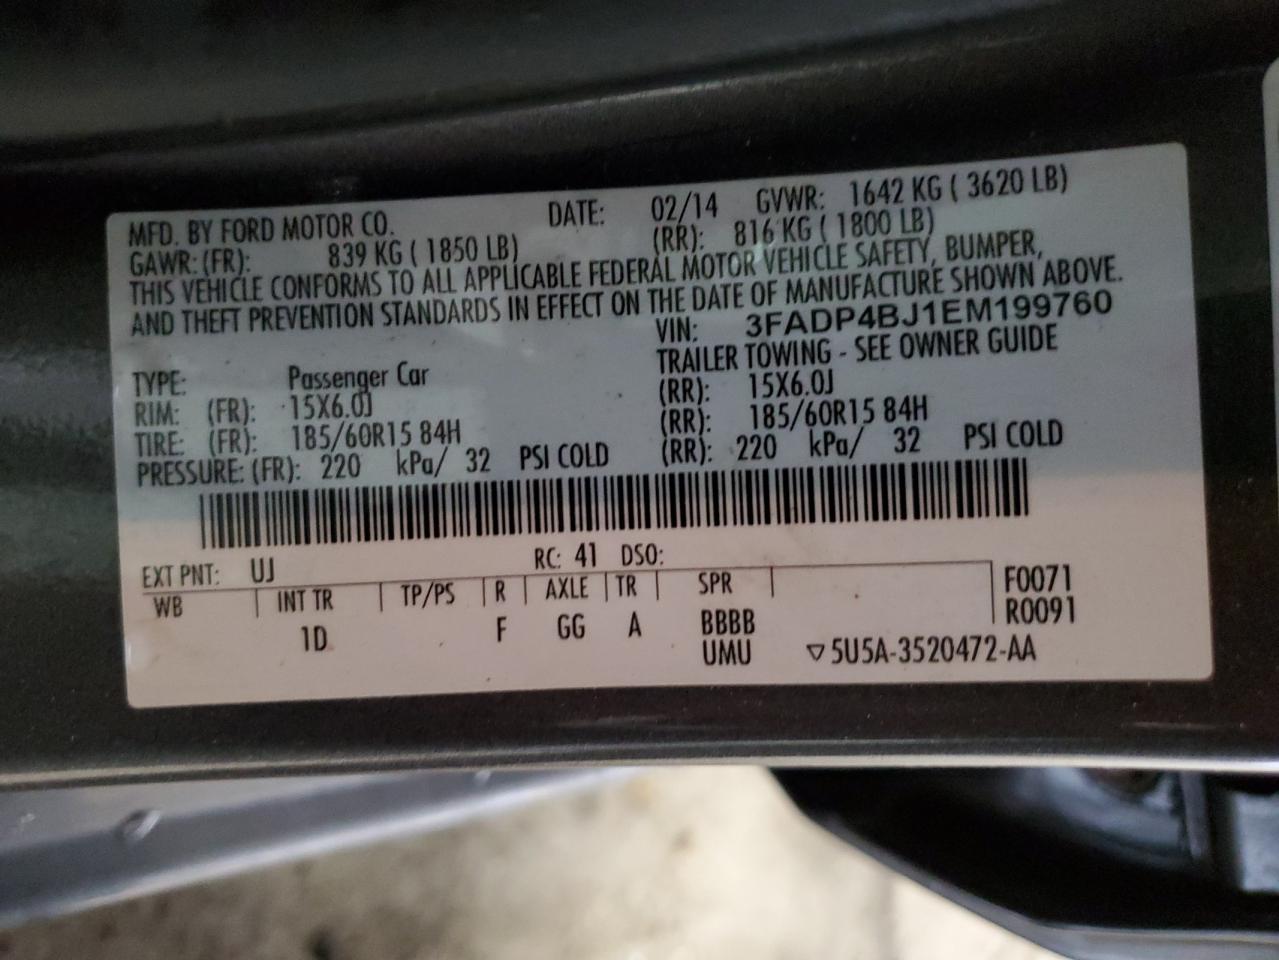 MFD. BY FORD MOTOR CO. DATE: 02/14 GVWR: 1642 KG ( 3620 LB)
GAWR: (FR): 839 KG ( 1850 LB) (RR): 816 KG ( 1800 LB)
THIS VEHICLE CONFORMS TO ALL APPLICABLE FEDERAL MOTOR VEHICLE SAFETY, BUMPER,
AND THEFT PREVENTION STANDARDS IN EFFECT ON THE DATE OF MANUFACTURE SHOWN ABOVE.
VIN: 3FADP4BJ1EM199760
TYPE: Passenger Car TRAILER TOWING - SEE OWNER GUIDE
RIM: (FR): 15X6.0J (RR): 15X6.0J
TIRE: (FR): 185/60R15 84H (RR): 185/60R15 84H
PRESSURE: (FR): 220 kPa/ 32 PSI COLD (RR): 220 kPa/ 32 PSI COLD
EXT PNT: UJ RC: 41 DSO:
WB INT TR TP/PS R AXLE TR SPR F0071
R0091
1D F GG A BBBB
UMU ▽5U5A-3520472-AA